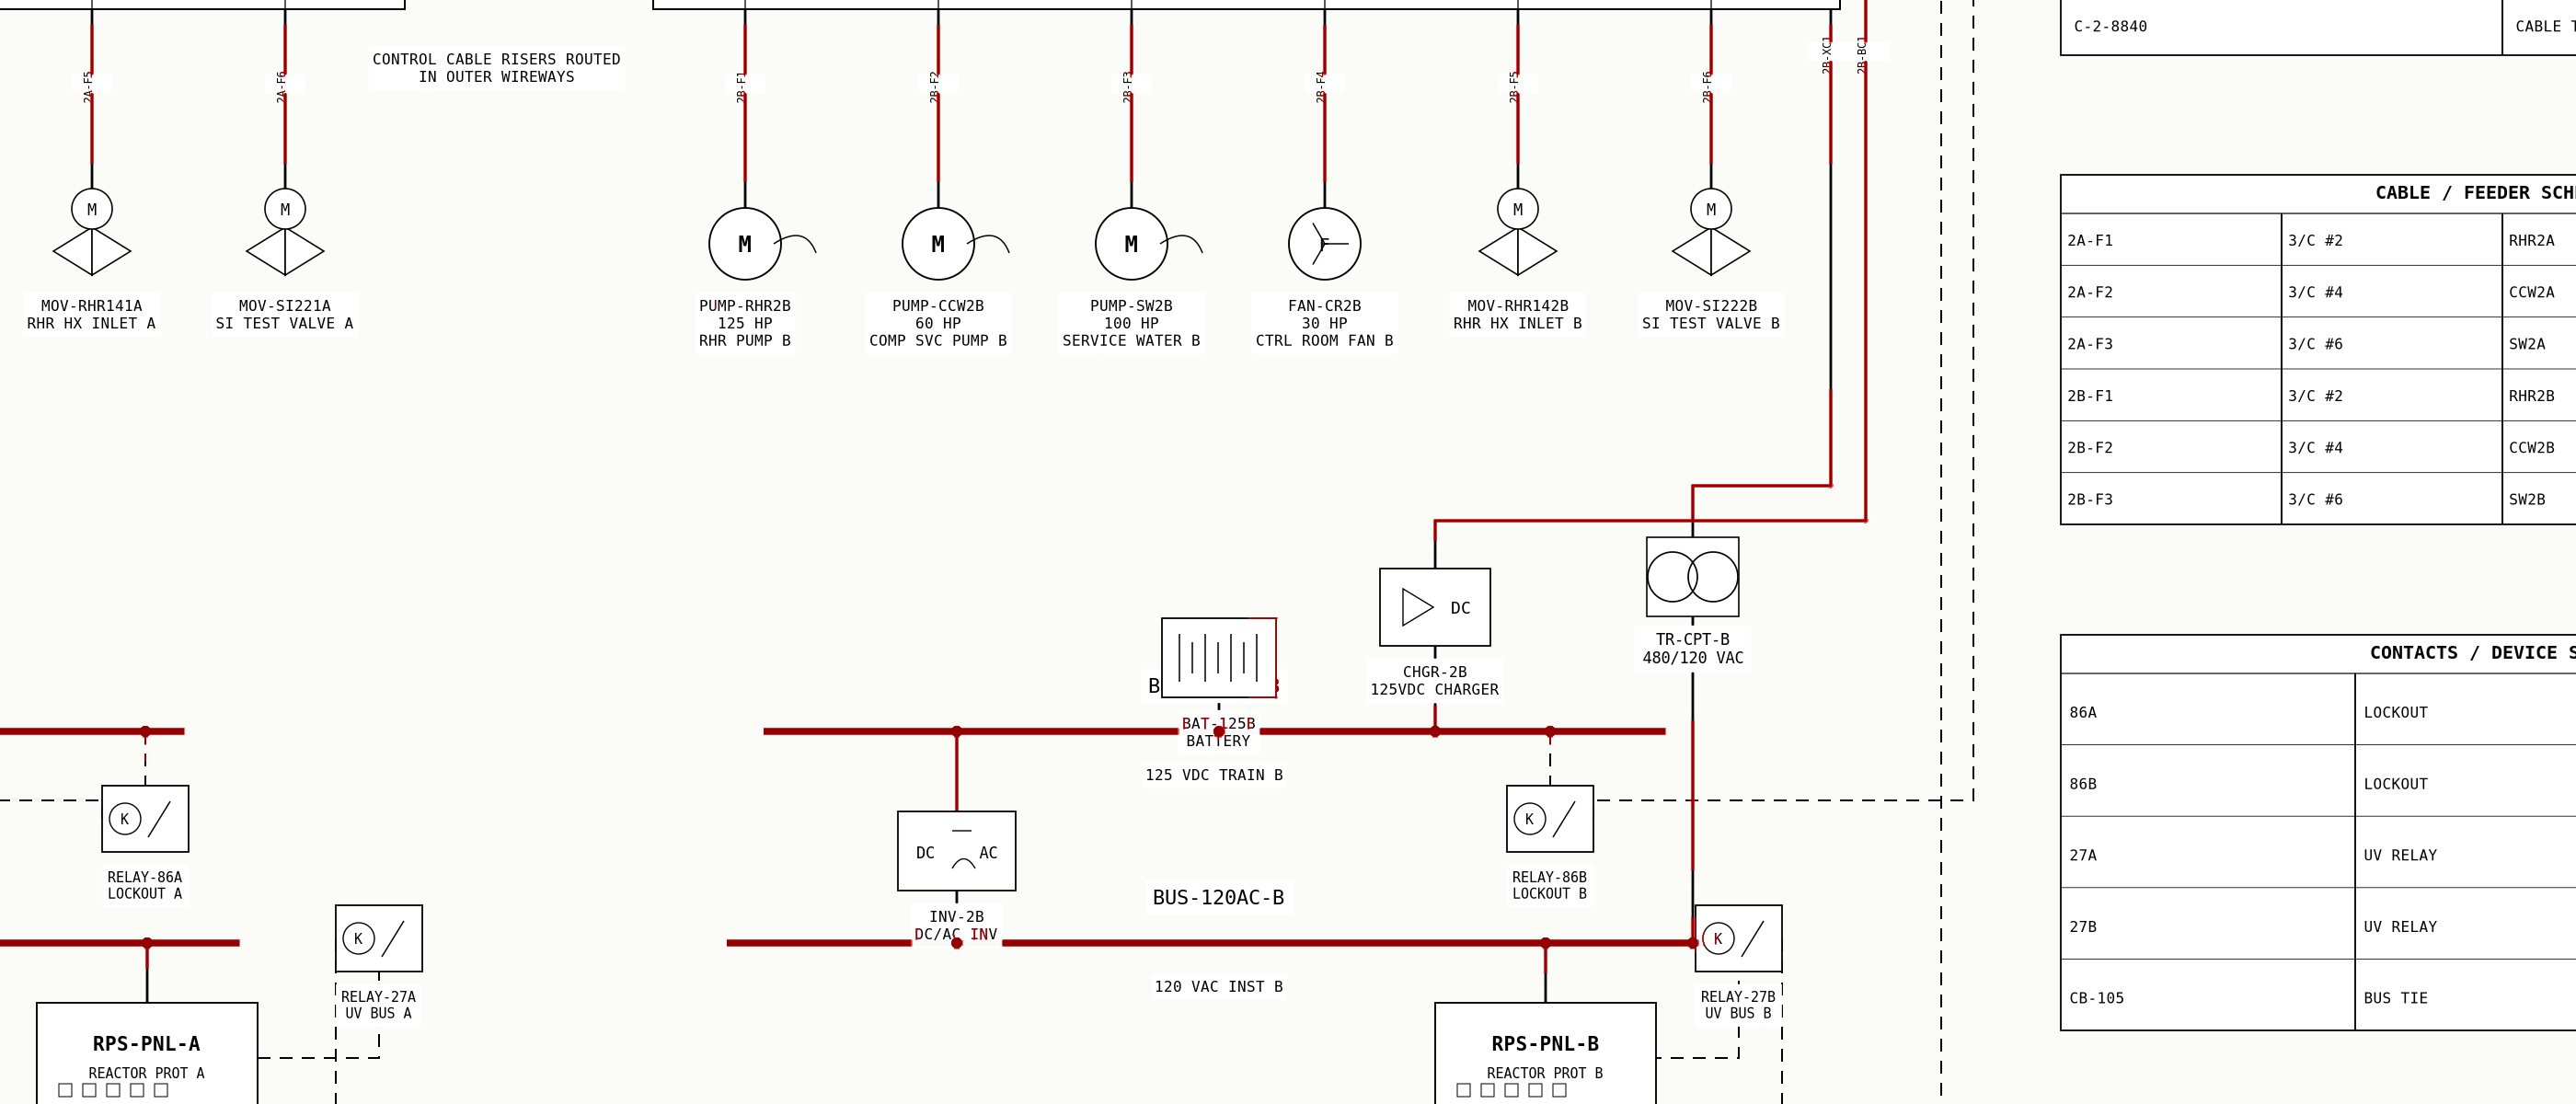 C-2-8840
CONTROL CABLE RISERS ROUTED
IN OUTER WIREWAYS
2A-F5
2A-F6
2B-F1
2B-F2
2B-F3
2B-F4
2B-F5
2B-F6
2B-XC1
2B-BC1
M
M
M
M
M
F
M
M
MOV-RHR141A
RHR HX INLET A
MOV-SI221A
SI TEST VALVE A
PUMP-RHR2B
125 HP
RHR PUMP B
PUMP-CCW2B
60 HP
COMP SVC PUMP B
PUMP-SW2B
100 HP
SERVICE WATER B
FAN-CR2B
30 HP
CTRL ROOM FAN B
MOV-RHR142B
RHR HX INLET B
MOV-SI222B
SI TEST VALVE B
DC
CHGR-2B
125VDC CHARGER
TR-CPT-B
480/120 VAC
BAT-125B
BATTERY
125 VDC TRAIN B
K
RELAY-86A
LOCKOUT A
DC AC
INV-2B
DC/AC INV
K
RELAY-86B
LOCKOUT B
BUS-120AC-B
120 VAC INST B
K
RELAY-27A
UV BUS A
K
RELAY-27B
UV BUS B
RPS-PNL-A
REACTOR PROT A
RPS-PNL-B
REACTOR PROT B
2A-F1 3/C #2 RHR2A
2A-F2 3/C #4 CCW2A
2A-F3 3/C #6 SW2A
2B-F1 3/C #2 RHR2B
2B-F2 3/C #4 CCW2B
2B-F3 3/C #6 SW2B
CABLE / FEEDER
CONTACTS / DEVICE
86A LOCKOUT
86B LOCKOUT
27A UV RELAY
27B UV RELAY
CB-105 BUS TIE